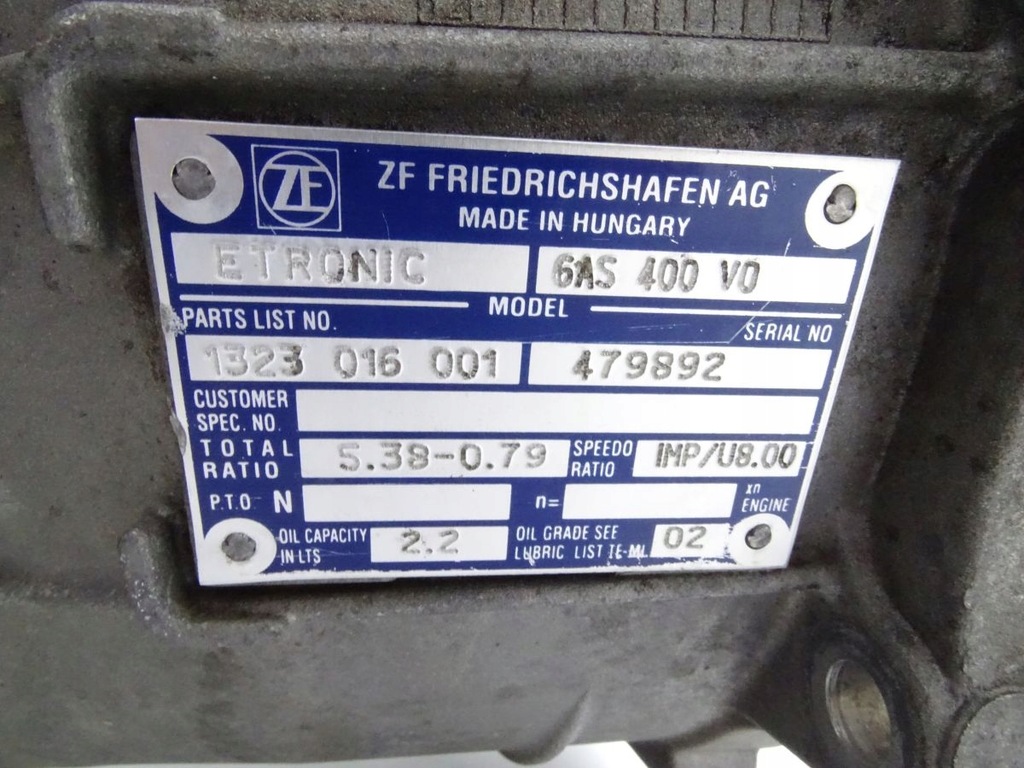 ZF
ZF FRIEDRICHSHAFEN AG
MADE IN HUNGARY
ETRONIC 6AS 400 VO
MODEL
PARTS LIST NO. SERIAL NO
1323 016 001 479892
CUSTOMER
SPEC. NO.
TOTAL
RATIO 5.38-0.79 SPEEDO
RATIO IMP/U8.00
P.T.O N n= xn
ENGINE
OIL CAPACITY
IN LTS 2.2 OIL GRADE SEE
LUBRIC LIST TE-ML 02